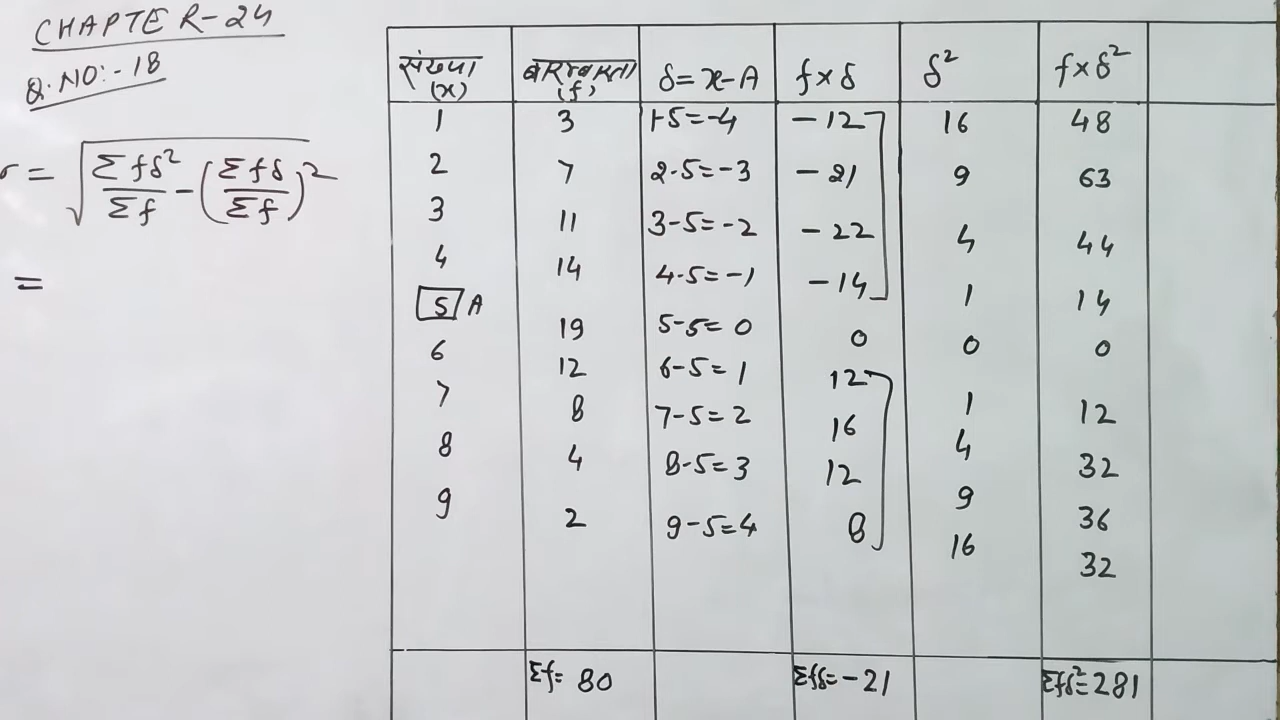 CHAPTER-24
Q.NO:-18
σ = √(Σfδ²/Σf - (Σfδ/Σf)²)
=
संख्या (x) बारम्बारता (f) δ=x-A f×δ δ² f×δ²
1 3 1-5=-4 -12 16 48
2 7 2-5=-3 -21 9 63
3 11 3-5=-2 -22 4 44
4 14 4-5=-1 -14 1 14
5 A 19 5-5=0 0 0 0
6 12 6-5=1 12 1 12
7 8 7-5=2 16 4 32
8 4 8-5=3 12 9 36
9 2 9-5=4 8 16 32
Σf=80 Σfδ=-21 Σfδ²=281